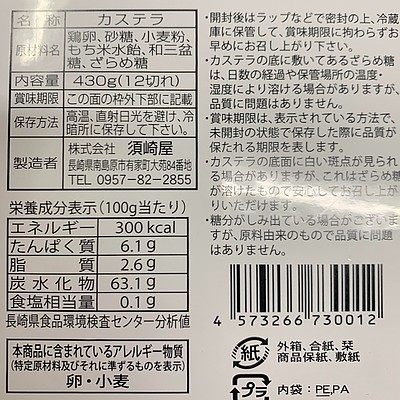 名称 カステラ
原材料名 鶏卵、砂糖、小麦粉、
もち米水飴、和三盆
糖、ざらめ糖
内容量 430g(12切れ)
賞味期限 この面の枠外下部に記載
保存方法 高温、直射日光を避け、冷
暗所に保存して下さい。
製造者 株式会社 須崎屋
長崎県南島原市有家町大苑84番地
TEL 0957-82-2855
栄養成分表示(100g当たり)
エネルギー 300kcal
たんぱく質 6.1g
脂質 2.6g
炭水化物 63.1g
食塩相当量 0.1g
長崎県食品環境検査センター分析値
本商品に含まれているアレルギー物質
(特定原材料及びそれに準ずるものを表示)
卵・小麦
・開封後はラップなどで密封の上、冷蔵
庫に保管して、賞味期限に拘わらずお
早めにお召し上がり下さい。
・カステラの底に敷いてあるざらめ糖
は、日数の経過や保管場所の温度・
湿度により溶ける場合がありますが、
品質に問題はありません。
・賞味期限は、表示されている方法で、
未開封の状態で保存した際に品質が
保たれる期限を表します。
・カステラの底面に白い斑点が見られ
る場合がありますが、これはざらめ糖
が溶けたもので安心してお召し上が
りいただけます。
・糖分がしみ出ている場合がございま
すが、原料由来のもので品質に問題は
ありません。
4573266730012
紙 外箱、合紙、栞
商品保紙、敷紙
プラ 内袋:PE,PA